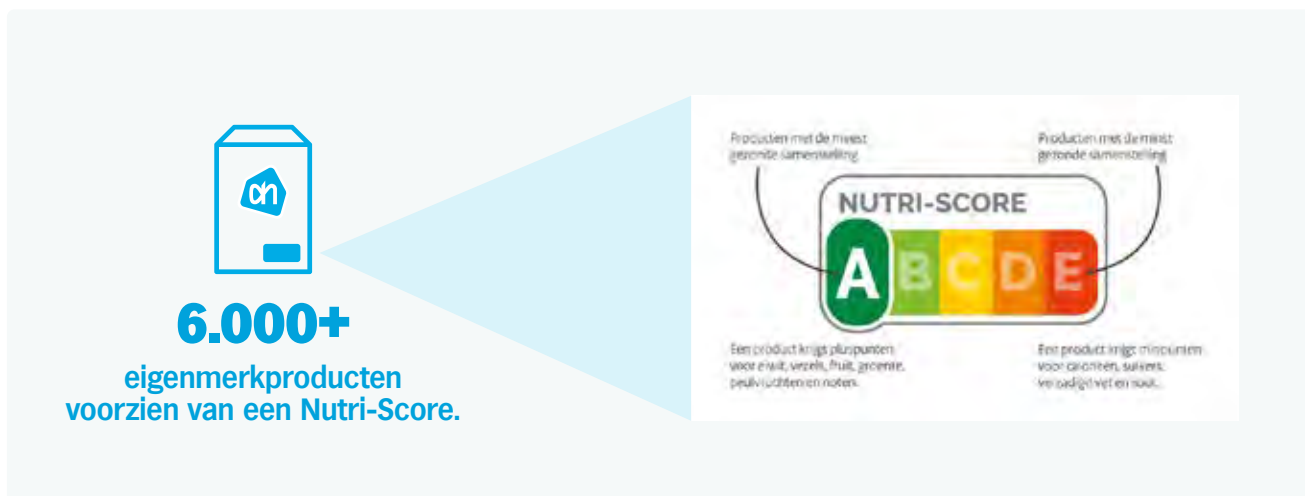 ah
6.000+
eigenmerkproducten
voorzien van een Nutri-Score.
Producten met de meest
gezonde samenstelling
Producten met de minst
gezonde samenstelling
NUTRI-SCORE
A B C D E
Een product krijgt pluspunten
voor eiwit, vezels, fruit, groente,
peulvruchten en noten.
Een product krijgt minpunten
voor calorieën, suikers,
verzadigd vet en zout.